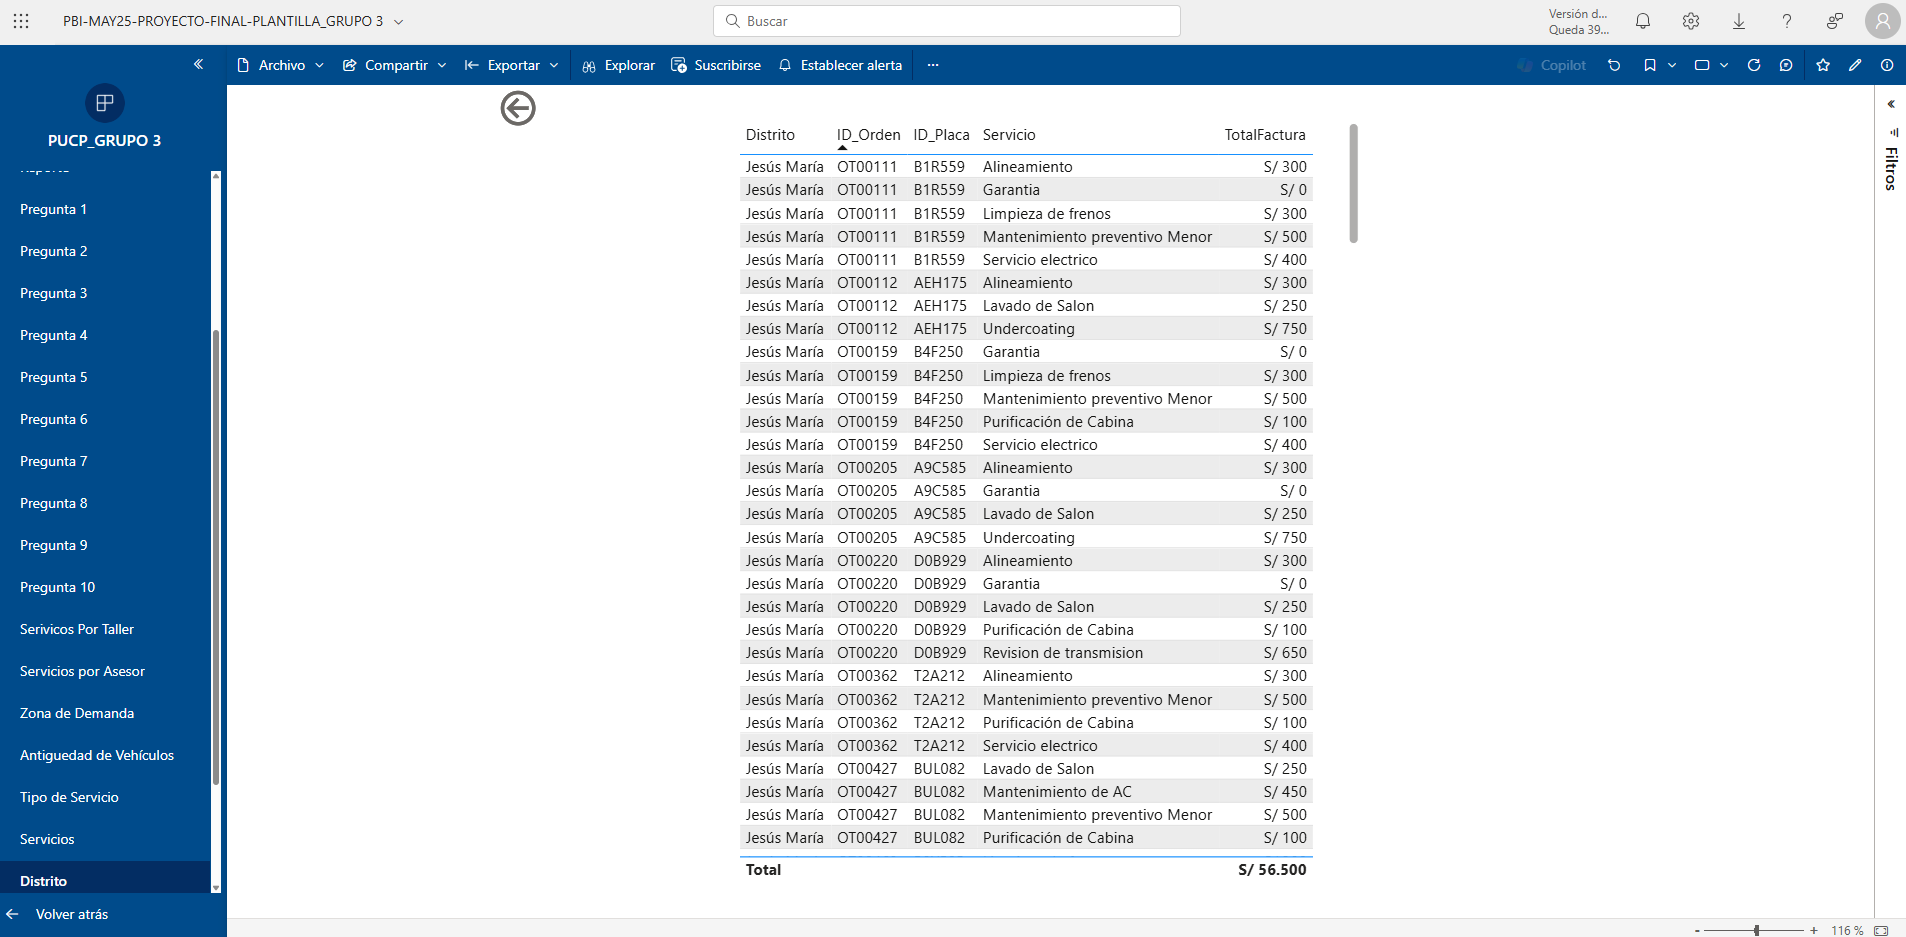 PBI-MAY25-PROYECTO-FINAL-PLANTILLA_GRUPO 3
Buscar
Versión d...
Queda 39...
Archivo Compartir Exportar Explorar Suscribirse Establecer alerta ... Copilot
PUCP_GRUPO 3
Pregunta 1
Pregunta 2
Pregunta 3
Pregunta 4
Pregunta 5
Pregunta 6
Pregunta 7
Pregunta 8
Pregunta 9
Pregunta 10
Serivicos Por Taller
Servicios por Asesor
Zona de Demanda
Antiguedad de Vehículos
Tipo de Servicio
Servicios
Distrito
Volver atrás
Distrito ID_Orden ID_Placa Servicio TotalFactura
Jesús María OT00111 B1R559 Alineamiento S/ 300
Jesús María OT00111 B1R559 Garantia S/ 0
Jesús María OT00111 B1R559 Limpieza de frenos S/ 300
Jesús María OT00111 B1R559 Mantenimiento preventivo Menor S/ 500
Jesús María OT00111 B1R559 Servicio electrico S/ 400
Jesús María OT00112 AEH175 Alineamiento S/ 300
Jesús María OT00112 AEH175 Lavado de Salon S/ 250
Jesús María OT00112 AEH175 Undercoating S/ 750
Jesús María OT00159 B4F250 Garantia S/ 0
Jesús María OT00159 B4F250 Limpieza de frenos S/ 300
Jesús María OT00159 B4F250 Mantenimiento preventivo Menor S/ 500
Jesús María OT00159 B4F250 Purificación de Cabina S/ 100
Jesús María OT00159 B4F250 Servicio electrico S/ 400
Jesús María OT00205 A9C585 Alineamiento S/ 300
Jesús María OT00205 A9C585 Garantia S/ 0
Jesús María OT00205 A9C585 Lavado de Salon S/ 250
Jesús María OT00205 A9C585 Undercoating S/ 750
Jesús María OT00220 D0B929 Alineamiento S/ 300
Jesús María OT00220 D0B929 Garantia S/ 0
Jesús María OT00220 D0B929 Lavado de Salon S/ 250
Jesús María OT00220 D0B929 Purificación de Cabina S/ 100
Jesús María OT00220 D0B929 Revision de transmision S/ 650
Jesús María OT00362 T2A212 Alineamiento S/ 300
Jesús María OT00362 T2A212 Mantenimiento preventivo Menor S/ 500
Jesús María OT00362 T2A212 Purificación de Cabina S/ 100
Jesús María OT00362 T2A212 Servicio electrico S/ 400
Jesús María OT00427 BUL082 Lavado de Salon S/ 250
Jesús María OT00427 BUL082 Mantenimiento de AC S/ 450
Jesús María OT00427 BUL082 Mantenimiento preventivo Menor S/ 500
Jesús María OT00427 BUL082 Purificación de Cabina S/ 100
Total S/ 56.500
Filtros
- + 116 %